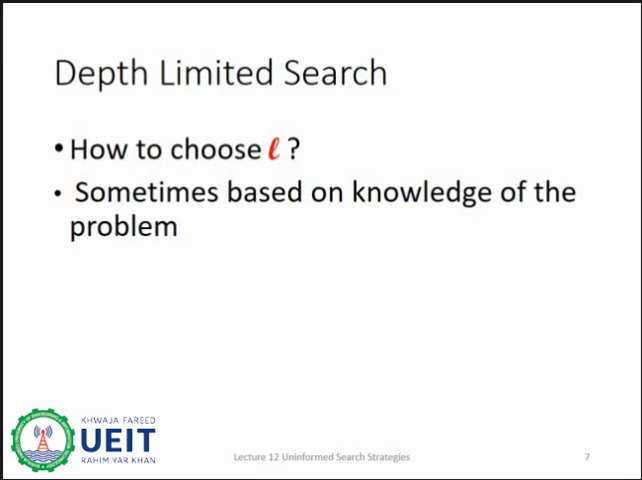 Depth Limited Search
•How to choose ℓ ?
• Sometimes based on knowledge of the
problem
KHWAJA FAREED
UEIT
RAHIM YAR KHAN
Lecture 12 Uninformed Search Strategies
7